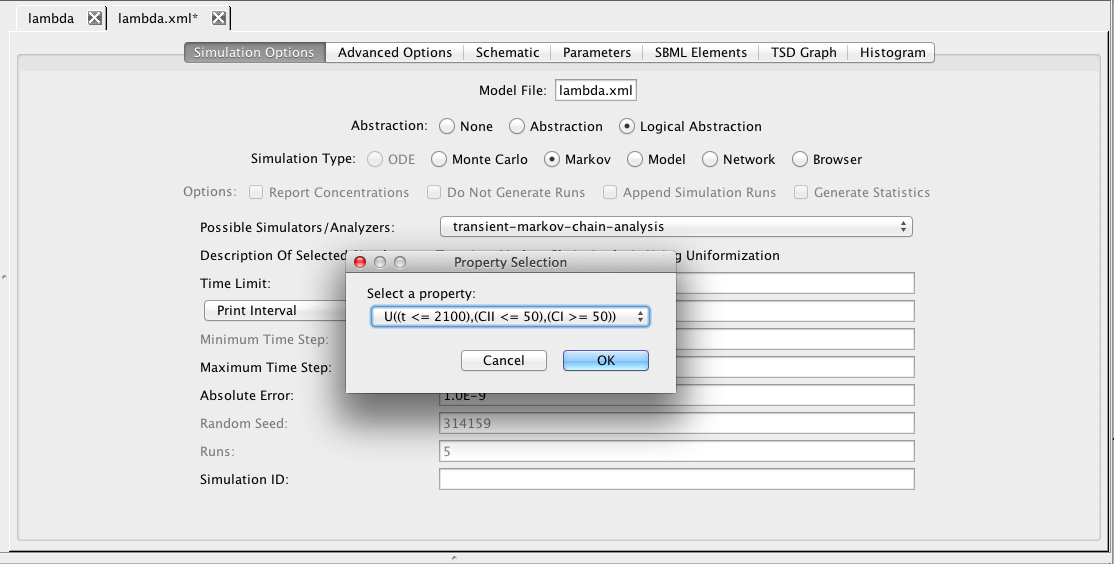 lambda lambda.xml*
Simulation Options Advanced Options Schematic Parameters SBML Elements TSD Graph Histogram
Model File: lambda.xml
Abstraction: None Abstraction Logical Abstraction
Simulation Type: ODE Monte Carlo Markov Model Network Browser
Options: Report Concentrations Do Not Generate Runs Append Simulation Runs Generate Statistics
Possible Simulators/Analyzers: transient-markov-chain-analysis
Description Of Selected Uniformization
Property Selection
Time Limit:
Select a property:
Print Interval
U((t <= 2100),(CII <= 50),(CI >= 50))
Minimum Time Step:
Cancel OK
Maximum Time Step:
Absolute Error: 1.0E-9
Random Seed: 314159
Runs: 5
Simulation ID: